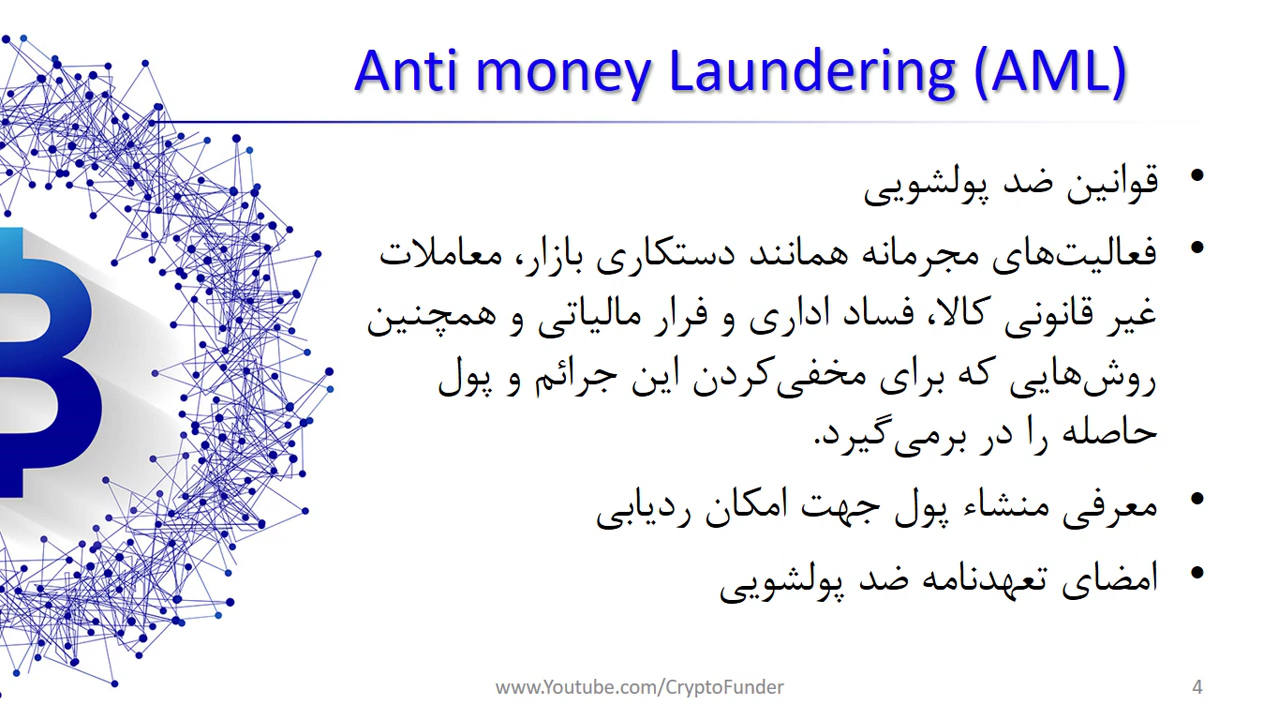 Anti money Laundering (AML)
• قوانین ضد پولشویی
• فعالیت‌های مجرمانه همانند دستکاری بازار، معاملات
غیر قانونی کالا، فساد اداری و فرار مالیاتی و همچنین
روش‌هایی که برای مخفی‌کردن این جرائم و پول
حاصله را در برمی‌گیرد.
• معرفی منشاء پول جهت امکان ردیابی
• امضای تعهدنامه ضد پولشویی
www.Youtube.com/CryptoFunder
4